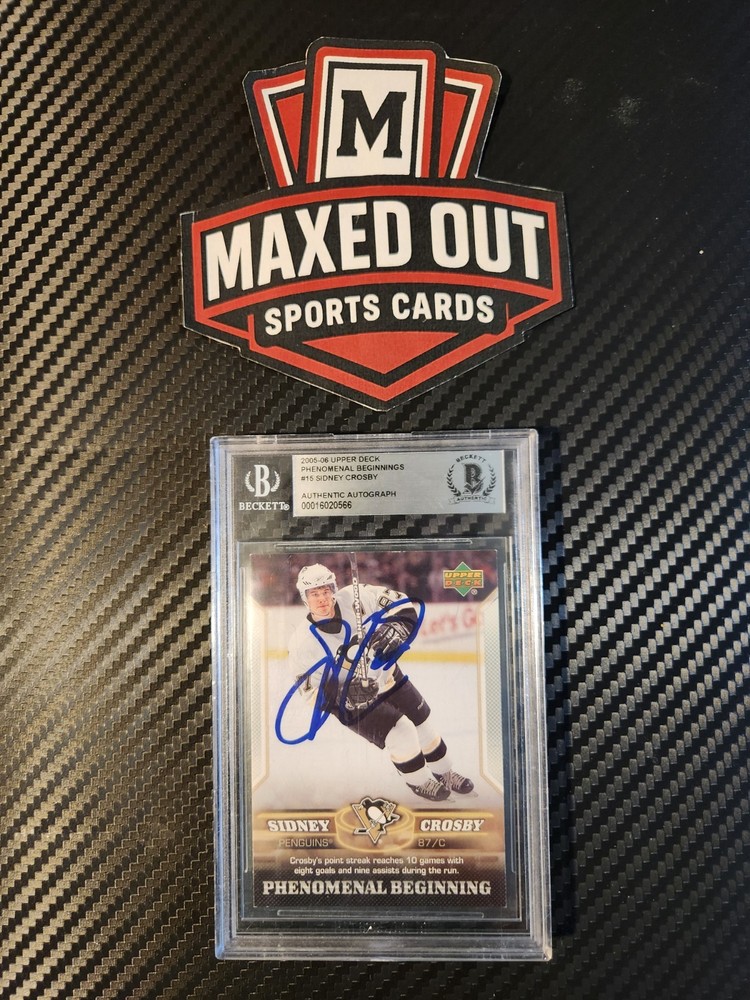 M
MAXED OUT
SPORTS CARDS
B
BECKETT®
2005-06 UPPER DECK
PHENOMENAL BEGINNINGS
#15 SIDNEY CROSBY
AUTHENTIC AUTOGRAPH
00016020566
BECKETT
B
AUTHENTIC
UPPER
DECK
SIDNEY CROSBY
PENGUINS® 87/C
Crosby's point streak reaches 10 games with
eight goals and nine assists during the run.
PHENOMENAL BEGINNING